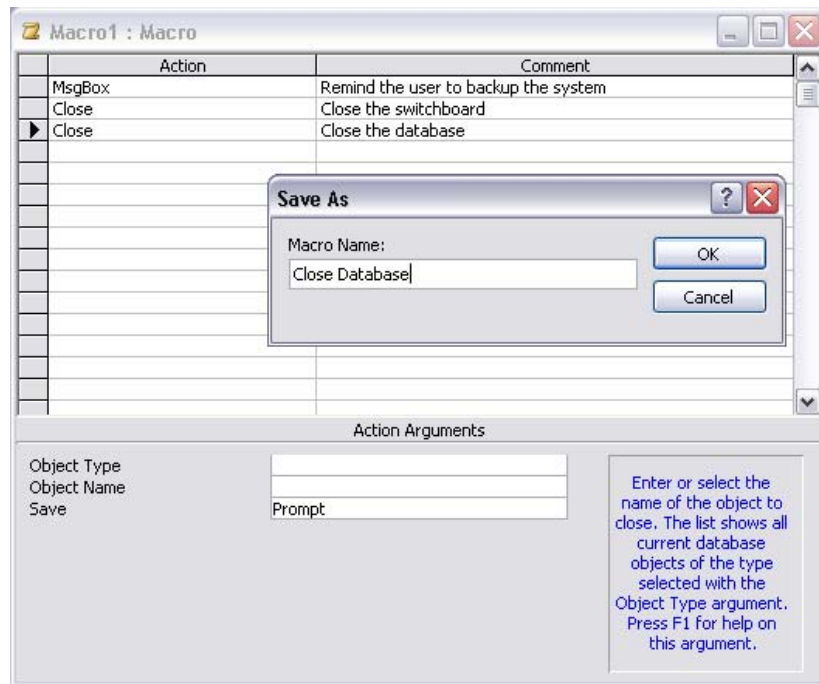 Macro1 : Macro
Action Comment
MsgBox Remind the user to backup the system
Close Close the switchboard
Close Close the database
Save As
Macro Name:
Close Database
OK
Cancel
Action Arguments
Object Type
Object Name
Save Prompt
Enter or select the
name of the object to
close. The list shows all
current database
objects of the type
selected with the
Object Type argument.
Press F1 for help on
this argument.